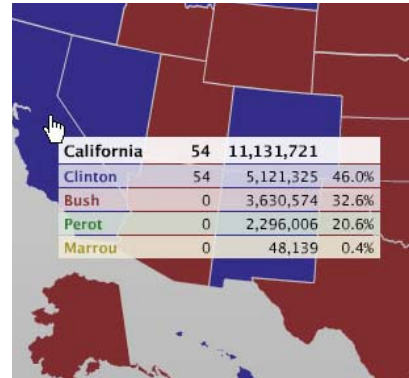 California 54 11,131,721
Clinton 54 5,121,325 46.0%
Bush 0 3,630,574 32.6%
Perot 0 2,296,006 20.6%
Marrou 0 48,139 0.4%